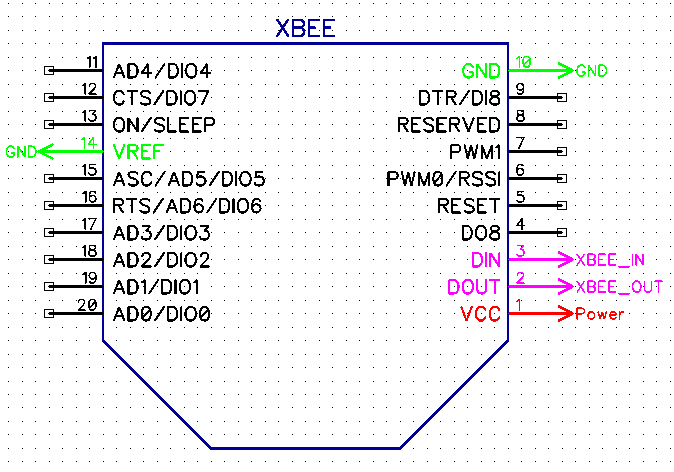 XBEE
11 AD4/DIO4 GND 10 GND
12 CTS/DIO7 DTR/DI8 9
13 ON/SLEEP RESERVED 8
GND 14 VREF PWM1 7
15 ASC/AD5/DIO5 PWM0/RSSI 6
16 RTS/AD6/DIO6 RESET 5
17 AD3/DIO3 DO8 4
18 AD2/DIO2 DIN 3 XBEE_IN
19 AD1/DIO1 DOUT 2 XBEE_OUT
20 AD0/DIO0 VCC 1 Power